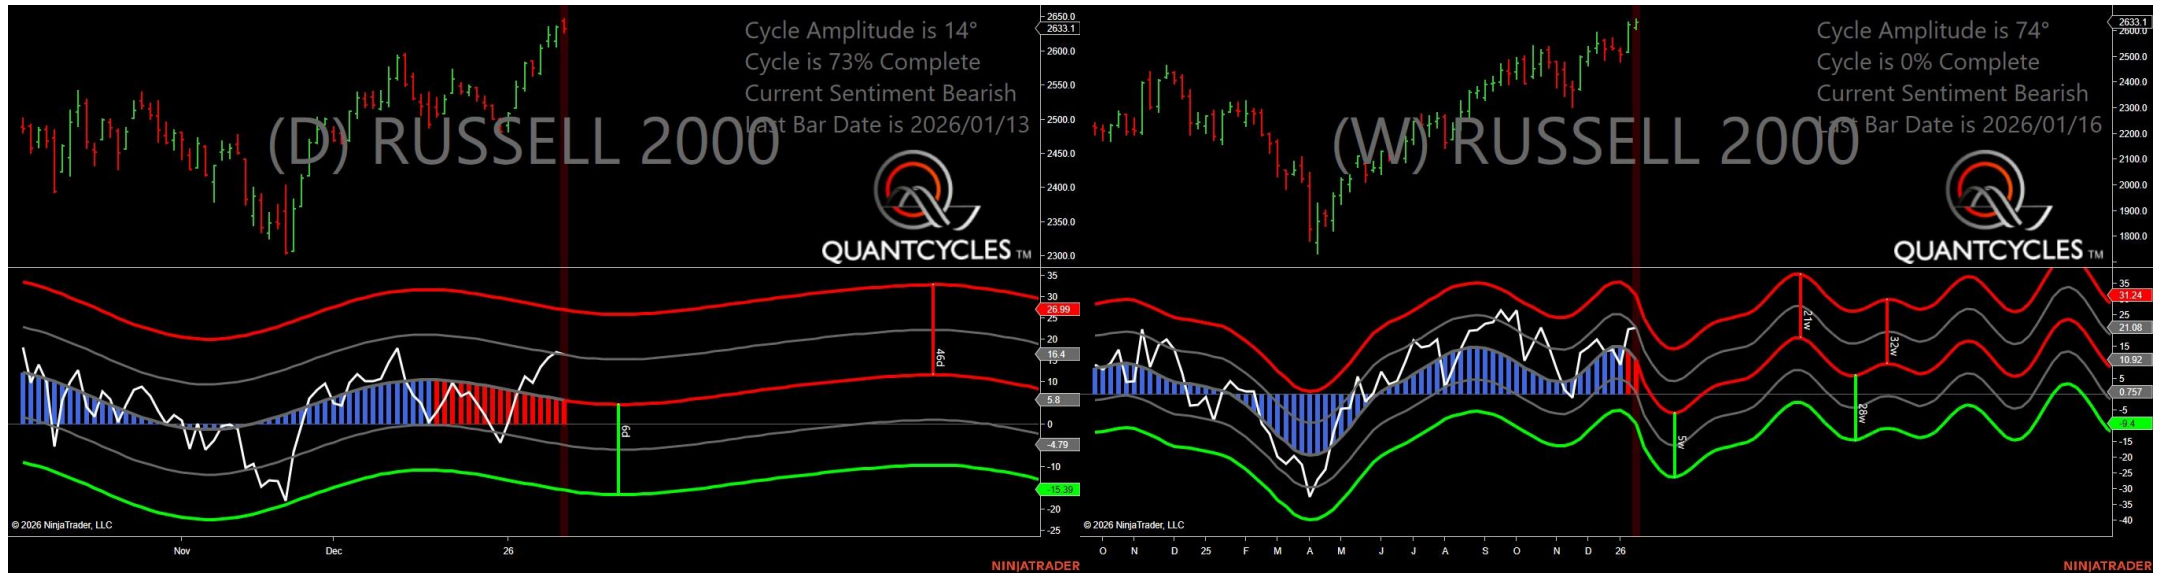 Cycle Amplitude is 14°
Cycle is 73% Complete
Current Sentiment Bearish
Last Bar Date is 2026/01/13
(D) RUSSELL 2000
QUANTCYCLES TM
2650.0
2633.1
2600.0
2550.0
2500.0
2450.0
2400.0
2350.0
2300.0
35
30
26.99
25
20
16.4
10
5.8
0
-4.79
-10
-15.39
-20
-25
46d
6d
© 2026 NinjaTrader, LLC
Nov
Dec
26
NINJATRADER
Cycle Amplitude is 74°
Cycle is 0% Complete
Current Sentiment Bearish
Last Bar Date is 2026/01/16
(W) RUSSELL 2000
QUANTCYCLES TM
2633.1
2600.0
2500.0
2400.0
2300.0
2200.0
2100.0
2000.0
1900.0
1800.0
35
31.24
25
21.08
15
10.92
5
0.757
-5
-9.4
-15
-20
-25
-30
-35
-40
21w
32w
28w
5w
© 2026 NinjaTrader, LLC
O N D 25 F M A M J J A S O N D 26
NINJATRADER